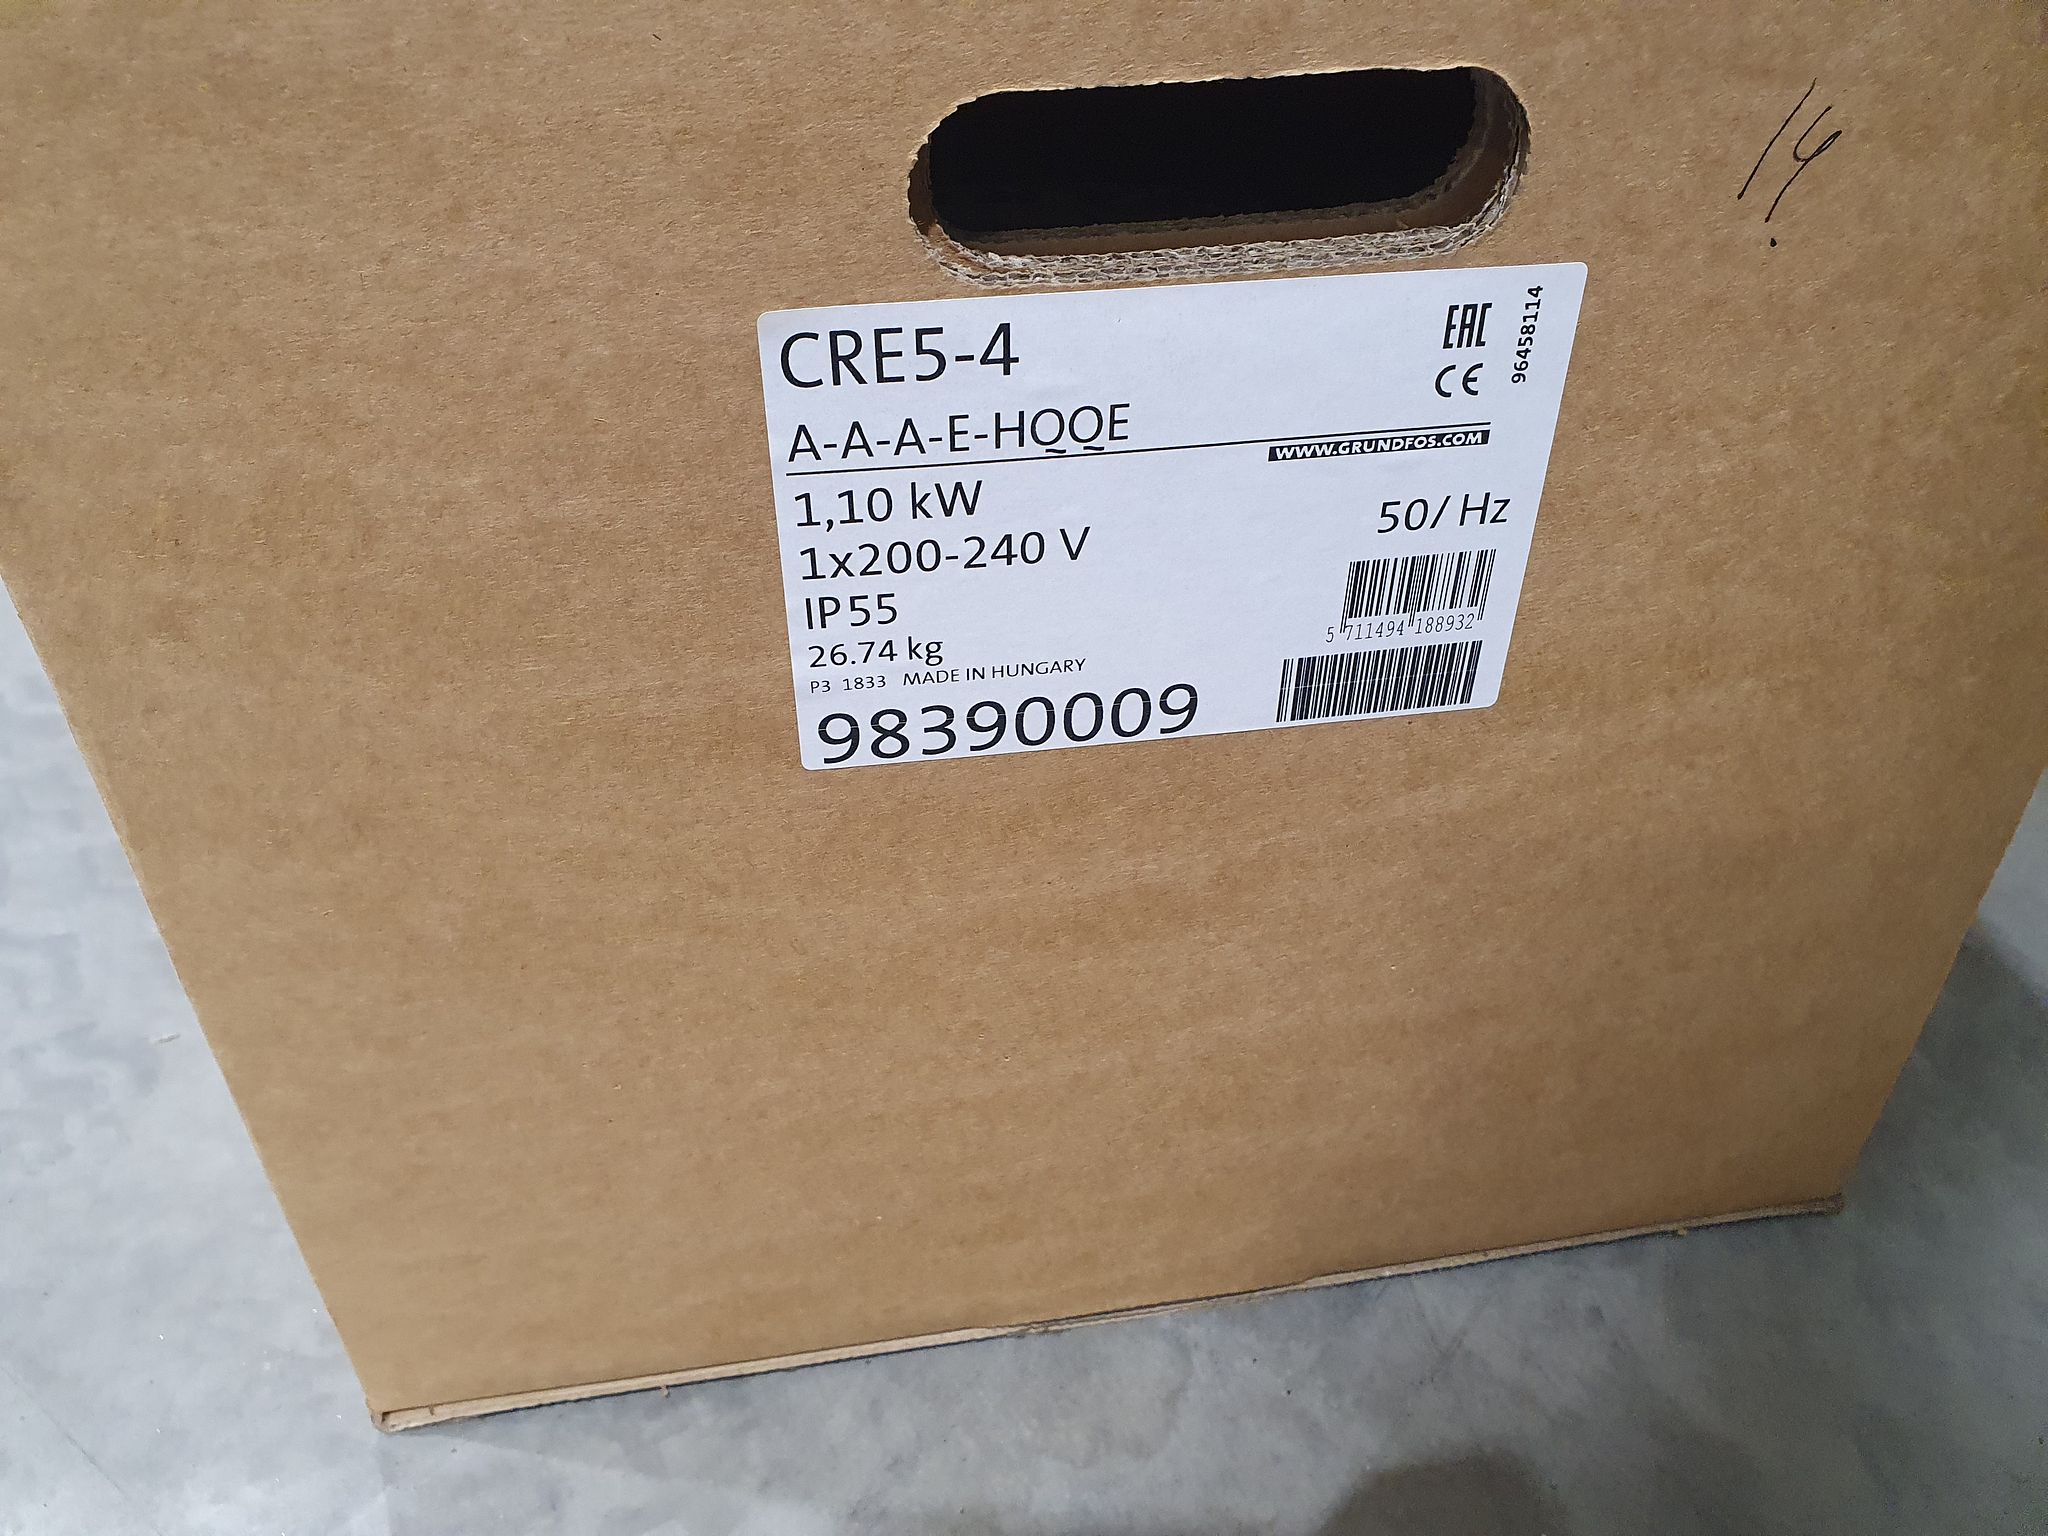 14.
CRE5-4
EAC
96458114
CE
A-A-A-E-HQQE
WWW.GRUNDFOS.COM
1,10 kW
50/ Hz
1x200-240 V
IP55
5 711494 188932
26.74 kg
P3 1833 MADE IN HUNGARY
98390009